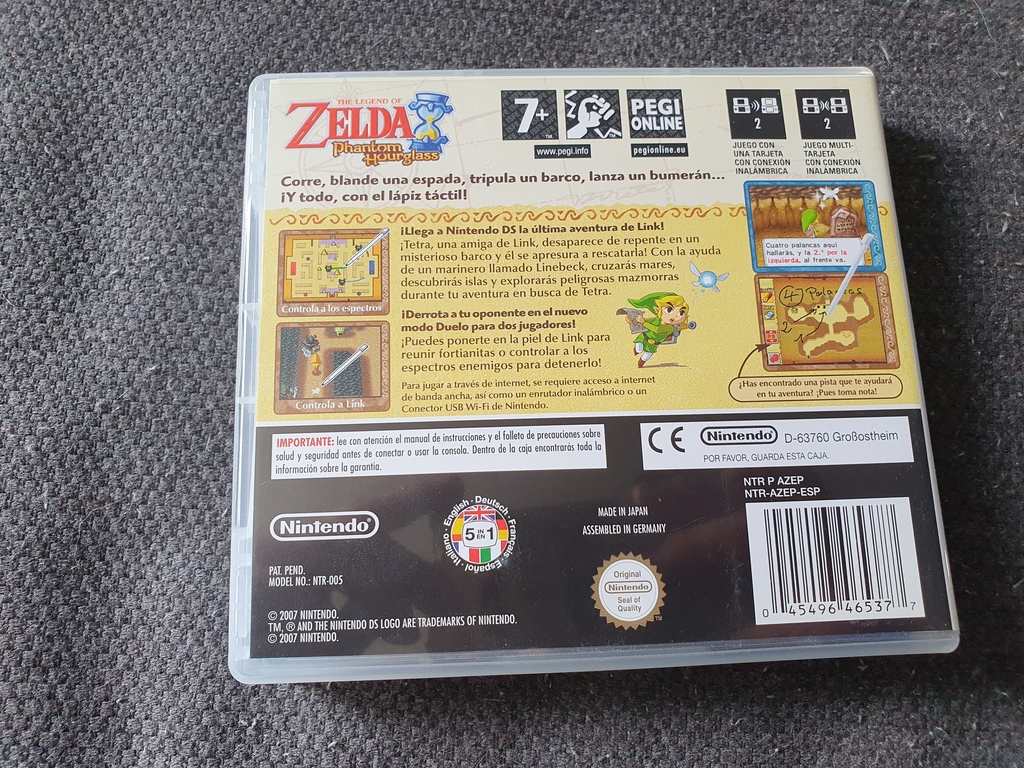 THE LEGEND OF
ZELDA
Phantom
Hourglass
7+
™
www.pegi.info
PEGI
ONLINE
pegionline.eu
2
JUEGO CON
UNA TARJETA
CON CONEXIÓN
INALÁMBRICA
2
JUEGO MULTI-
TARJETA
CON CONEXIÓN
INALÁMBRICA
Corre, blande una espada, tripula un barco, lanza un bumerán...
¡Y todo, con el lápiz táctil!
Controla a los espectros
Controla a Link
¡Llega a Nintendo DS la última aventura de Link!
¡Tetra, una amiga de Link, desaparece de repente en un
misterioso barco y él se apresura a rescatarla! Con la ayuda
de un marinero llamado Linebeck, cruzarás mares,
descubrirás islas y explorarás peligrosas mazmorras
durante tu aventura en busca de Tetra.
¡Derrota a tu oponente en el nuevo
modo Duelo para dos jugadores!
¡Puedes ponerte en la piel de Link para
reunir fortianitas o controlar a los
espectros enemigos para detenerlo!
Para jugar a través de internet, se requiere acceso a internet
de banda ancha, así como un enrutador inalámbrico o un
Conector USB Wi-Fi de Nintendo.
Cuatro palancas aquí
hallarás, y la 2.ª por la
izquierda, al frente va.
4 Palancas
2
1
¿Has encontrado una pista que te ayudará
en tu aventura? ¡Pues toma nota!
IMPORTANTE: lee con atención el manual de instrucciones y el folleto de precauciones sobre
salud y seguridad antes de conectar o usar la consola. Dentro de la caja encontrarás toda la
información sobre la garantía.
CE Nintendo D-63760 Großostheim
POR FAVOR, GUARDA ESTA CAJA.
NTR P AZEP
NTR-AZEP-ESP
Nintendo®
English · Deutsch · Français · Español · Italiano
5 IN EN 1
MADE IN JAPAN
ASSEMBLED IN GERMANY
PAT. PEND.
MODEL NO.: NTR-005
Original
Nintendo
Seal of
Quality
™
© 2007 NINTENDO.
TM, ® AND THE NINTENDO DS LOGO ARE TRADEMARKS OF NINTENDO.
© 2007 NINTENDO.
0 45496 46537 7